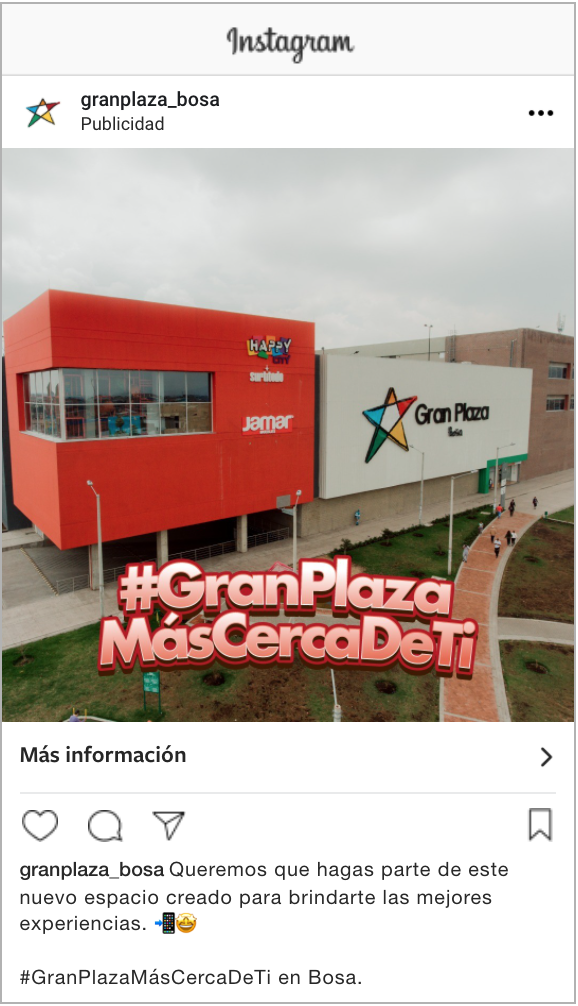 Instagram
granplaza_bosa
Publicidad
HAPPY
CITY
Surtitodo
Jamar
Gran Plaza
Bosa
#GranPlaza
MásCercaDeTi
Más información
granplaza_bosa Queremos que hagas parte de este
nuevo espacio creado para brindarte las mejores
experiencias. 📲🤩
#GranPlazaMásCercaDeTi en Bosa.